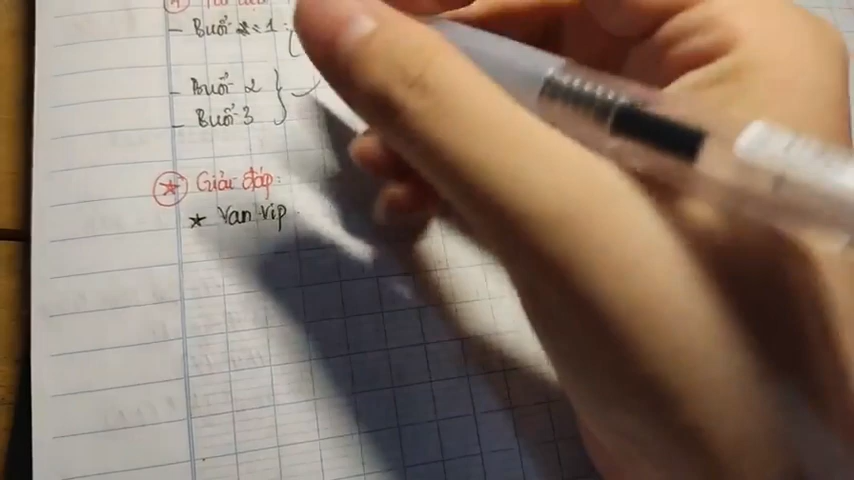 - Buổi 1
- Buổi 2
- Buổi 3
★ Giải đáp:
★ Van vip